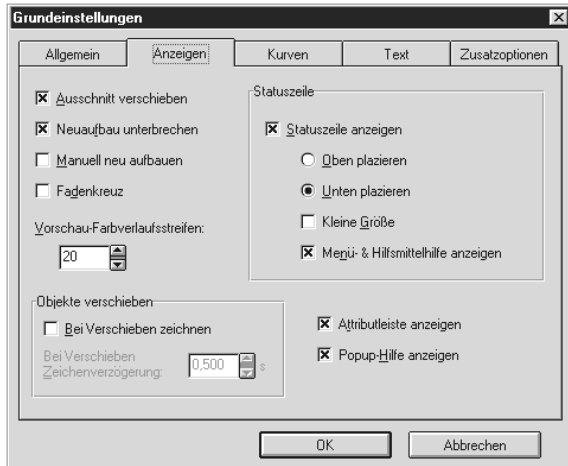 Grundeinstellungen
Allgemein
Anzeigen
Kurven
Text
Zusatzoptionen
Ausschnitt verschieben
Neuaufbau unterbrechen
Manuell neu aufbauen
Fadenkreuz
Vorschau-Farbverlaufsstreifen:
20
Statuszeile
Statuszeile anzeigen
Oben plazieren
Unten plazieren
Kleine Größe
Menü- & Hilfsmittelhilfe anzeigen
Objekte verschieben
Bei Verschieben zeichnen
Bei Verschieben
Zeichenverzögerung:
0,500
s
Attributleiste anzeigen
Popup-Hilfe anzeigen
OK
Abbrechen